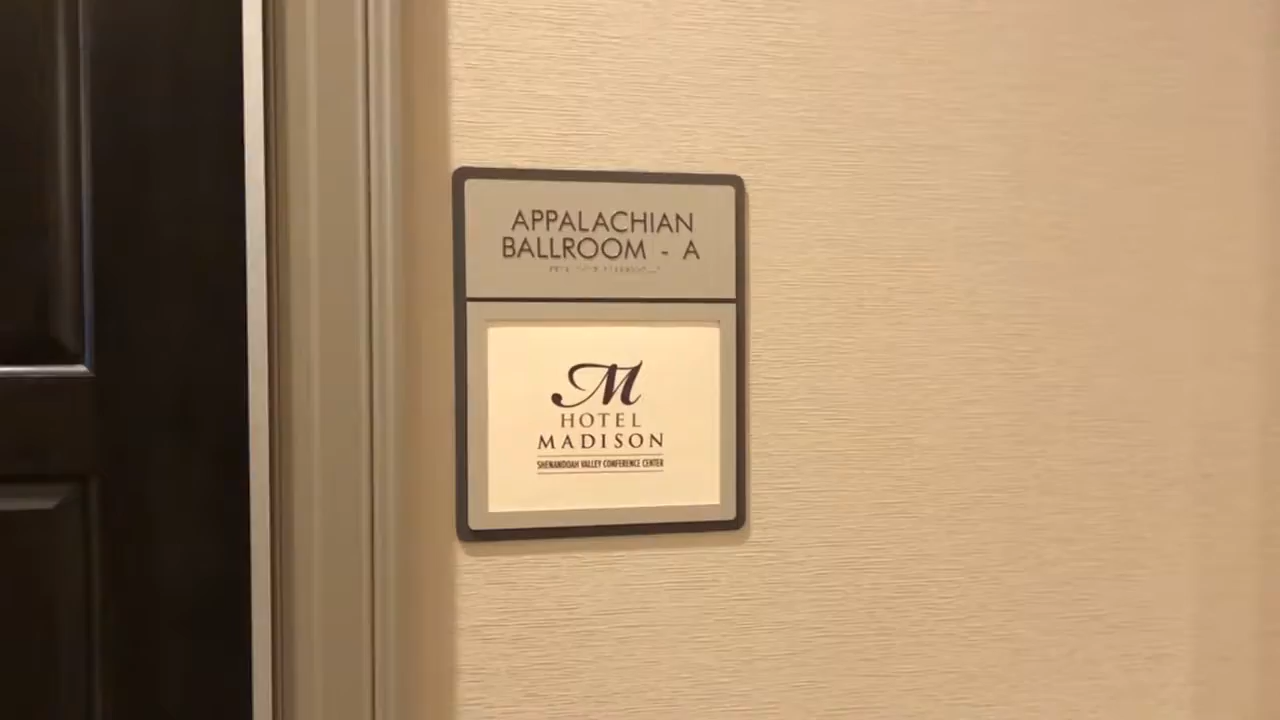 APPALACHIAN
BALLROOM - A
M
HOTEL
MADISON
SHENANDOAH VALLEY CONFERENCE CENTER